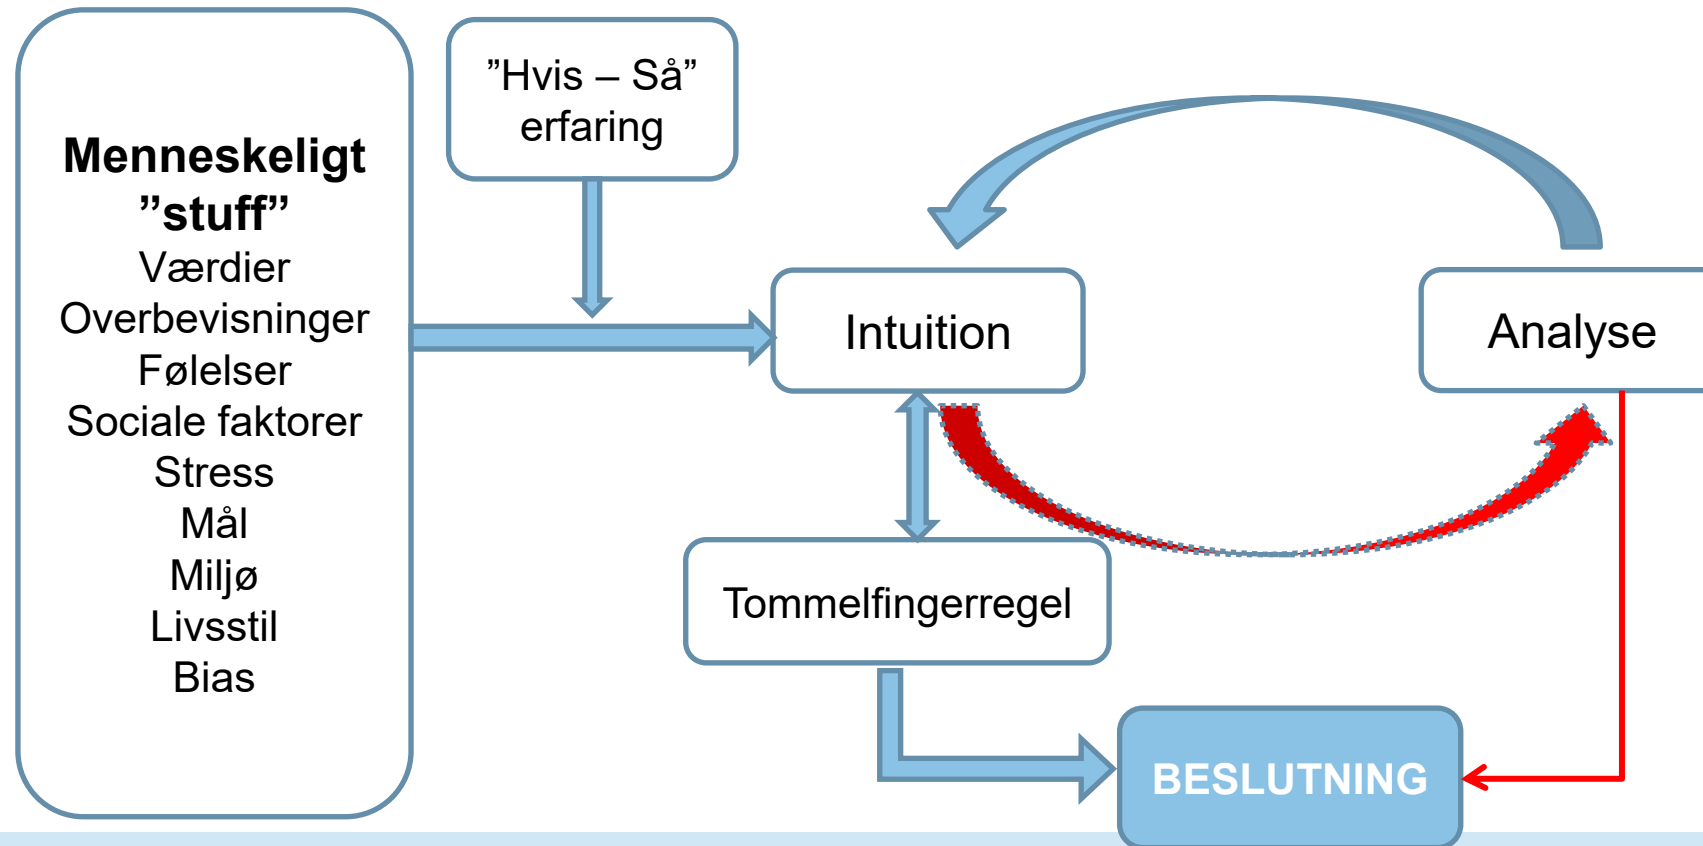 Menneskeligt
”stuff”
Værdier
Overbevisninger
Følelser
Sociale faktorer
Stress
Mål
Miljø
Livsstil
Bias
”Hvis – Så”
erfaring
Intuition
Analyse
Tommelfingerregel
BESLUTNING